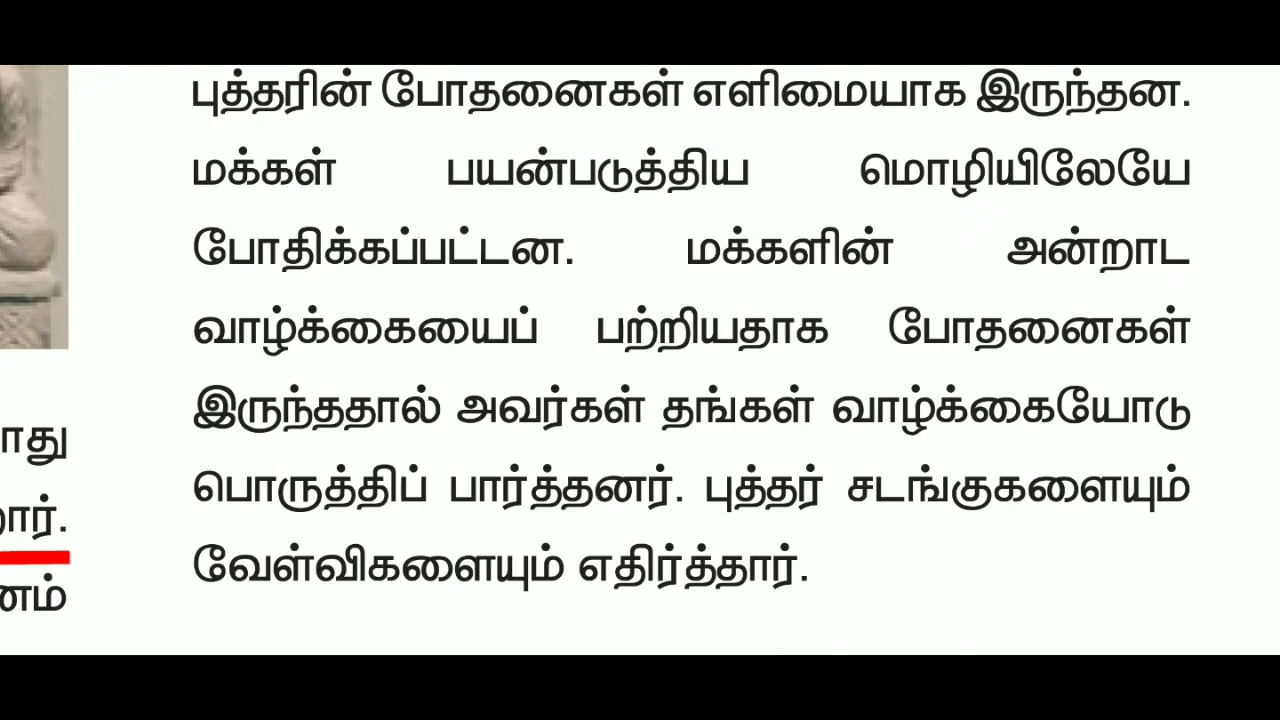 புத்தரின் போதனைகள் எளிமையாக இருந்தன.
மக்கள் பயன்படுத்திய மொழியிலேயே
போதிக்கப்பட்டன. மக்களின் அன்றாட
வாழ்க்கையைப் பற்றியதாக போதனைகள்
இருந்ததால் அவர்கள் தங்கள் வாழ்க்கையோடு
பொருத்திப் பார்த்தனர். புத்தர் சடங்குகளையும்
வேள்விகளையும் எதிர்த்தார்.